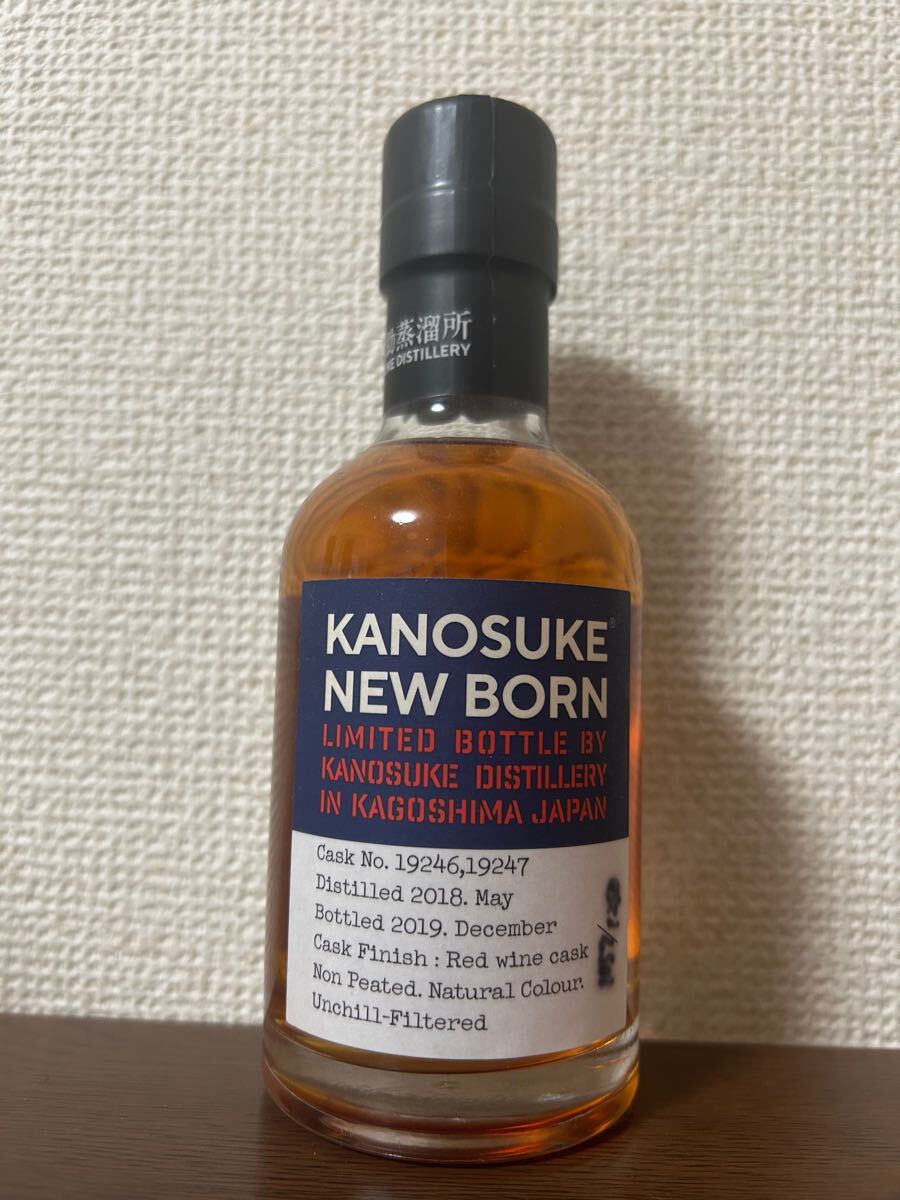 蒸溜所
DISTILLERY
KANOSUKE®
NEW BORN
LIMITED BOTTLE BY
KANOSUKE DISTILLERY
IN KAGOSHIMA JAPAN
Cask No. 19246,19247
Distilled 2018. May
Bottled 2019. December
Cask Finish : Red wine cask
Non Peated. Natural Colour.
Unchill-Filtered